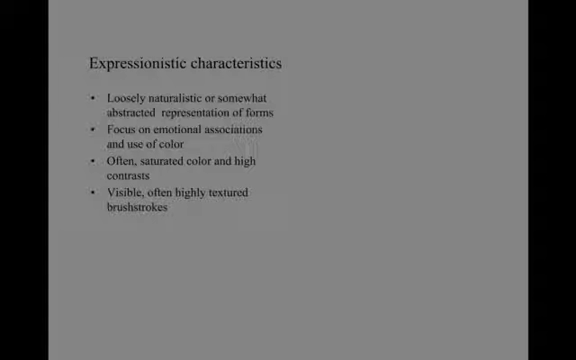 Expressionistic characteristics
• Loosely naturalistic or somewhat
abstracted representation of forms
• Focus on emotional associations
and use of color
• Often, saturated color and high
contrasts
• Visible, often highly textured
brushstrokes